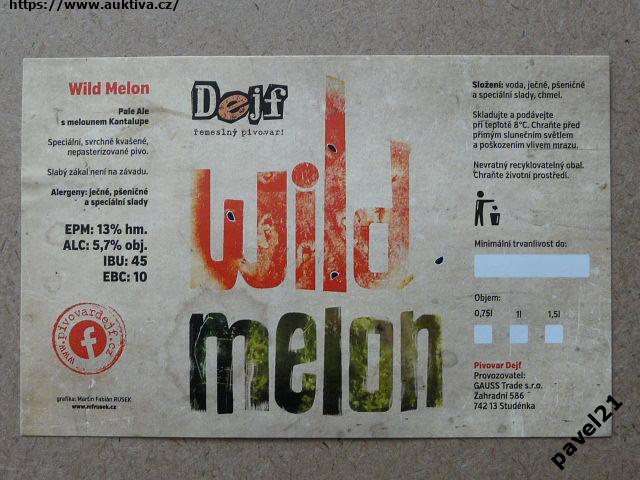 https://www.auktiva.cz/
Wild Melon
Pale Ale
s melounem Kantalupe
Speciální, svrchně kvašené,
nepasterizované pivo.
Slabý zákal není na závadu.
Alergeny: ječné, pšeničné
a speciální slady
EPM: 13% hm.
ALC: 5,7% obj.
IBU: 45
EBC: 10
www.pivovardejf.cz
f
grafika: Martin Fabián RUSEK
www.mfrusek.cz
Dejf
řemeslný pivovar!
wild
melon
Složení: voda, ječné, pšeničné
a speciální slady, chmel.
Skladujte a podávejte
při teplotě 8°C. Chraňte před
přímým slunečním světlem
a poškozením vlivem mrazu.
Nevratný recyklovatelný obal.
Chraňte životní prostředí.
Minimální trvanlivost do:
Objem:
0,75l 1l 1,5l
Pivovar Dejf
Provozovatel:
GAUSS Trade s.r.o.
Zahradní 586
742 13 Studénka
pavel21